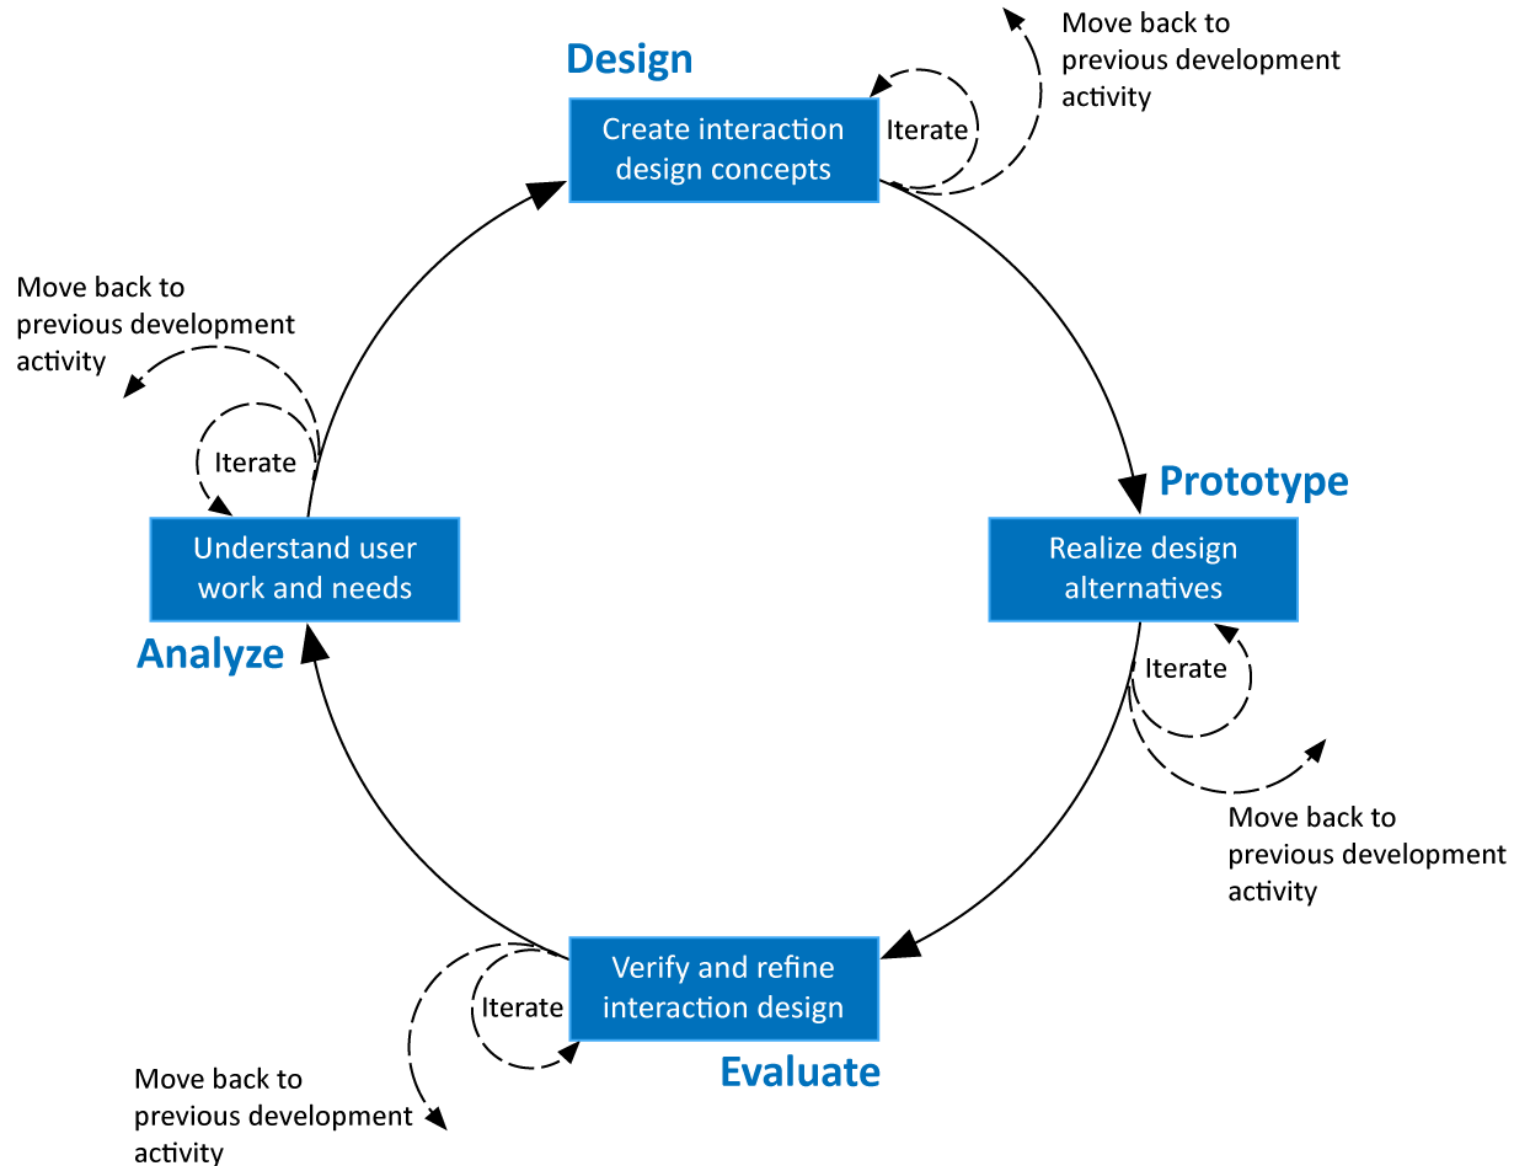 Design
Create interaction
design concepts
Iterate
Move back to
previous development
activity
Prototype
Realize design
alternatives
Iterate
Move back to
previous development
activity
Evaluate
Verify and refine
interaction design
Iterate
Move back to
previous development
activity
Analyze
Understand user
work and needs
Iterate
Move back to
previous development
activity